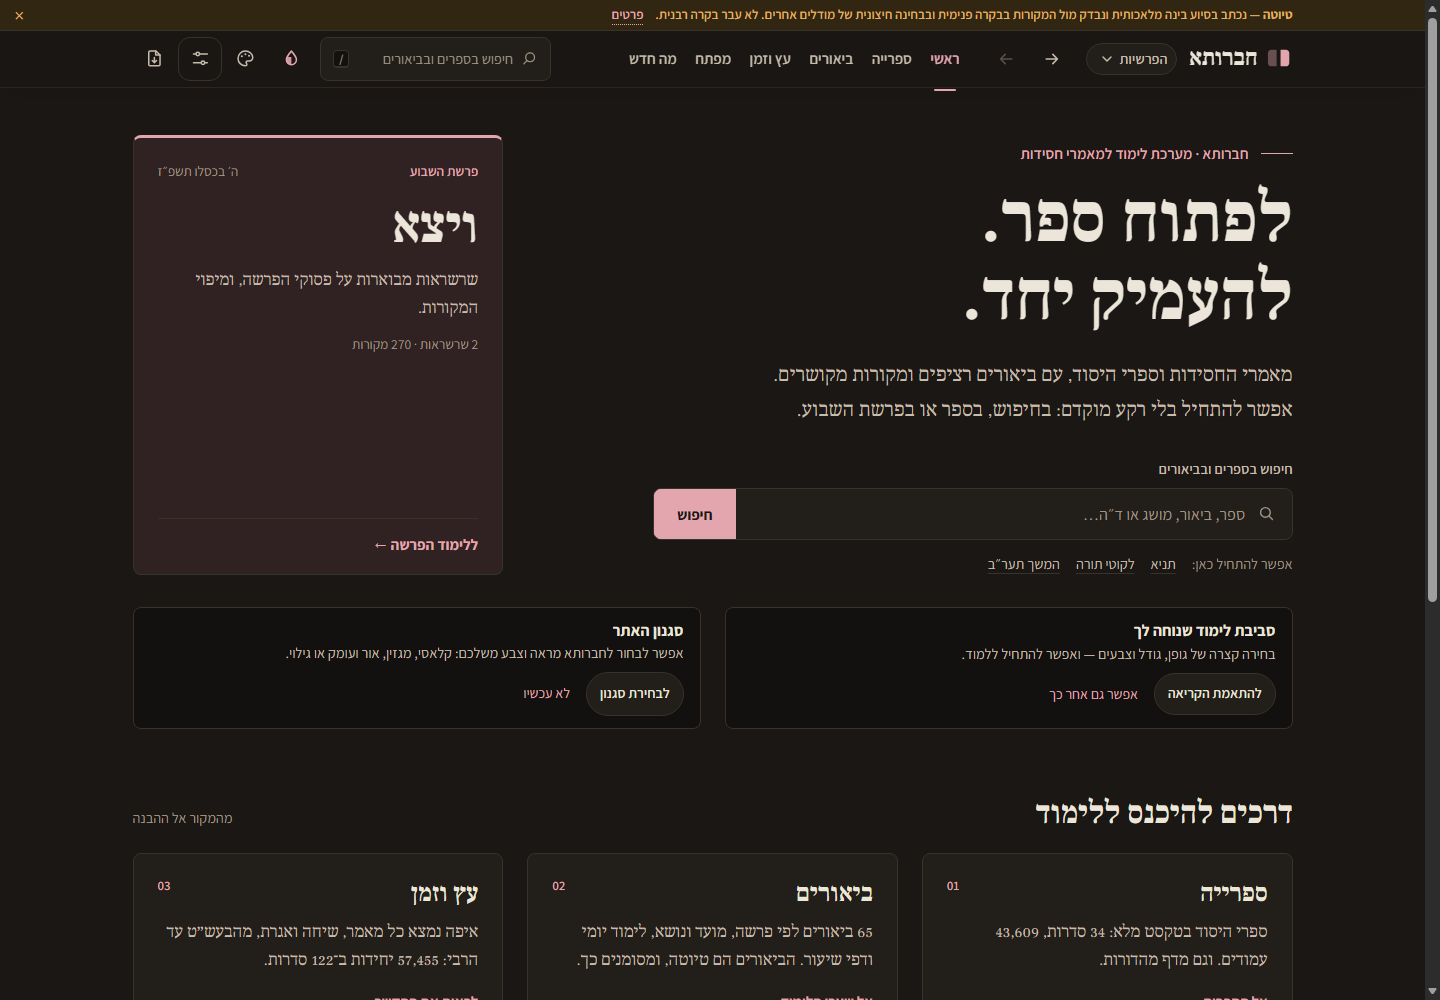 טיוטה — נכתב בסיוע בינה מלאכותית ונבדק מול המקורות בבקרה פנימית ובבחינה חיצונית של מודלים אחרים. לא עבר בקרה רבנית. פרטים ×
חברותא הפרשיות → ← ראשי ספרייה ביאורים עץ וזמן מפתח מה חדש חיפוש בספרים ובביאורים /
חברותא · מערכת לימוד למאמרי חסידות
לפתוח ספר.
להעמיק יחד.
מאמרי החסידות וספרי היסוד, עם ביאורים רציפים ומקורות מקושרים.
אפשר להתחיל בלי רקע מוקדם: בחיפוש, בספר או בפרשת השבוע.
חיפוש בספרים ובביאורים
ספר, ביאור, מושג או ד״ה... חיפוש
אפשר להתחיל כאן: תניא לקוטי תורה המשך תער״ב
פרשת השבוע ה׳ בכסלו תשפ״ז
ויצא
שרשראות מבוארות על פסוקי הפרשה, ומיפוי
המקורות.
2 שרשראות · 270 מקורות
ללימוד הפרשה ←
סביבת לימוד שנוחה לך
בחירה קצרה של גופן, גודל וצבעים — ואפשר להתחיל ללמוד.
להתאמת הקריאה אפשר גם אחר כך
סגנון האתר
אפשר לבחור לחברותא מראה וצבע משלכם: קלאסי, מגזין, אור ועומק או גילוי.
לבחירת סגנון לא עכשיו
דרכים להיכנס ללימוד מהמקור אל ההבנה
ספרייה 01
ספרי היסוד בטקסט מלא: 34 סדרות, 43,609
עמודים. וגם מדף מהדורות.
ביאורים 02
65 ביאורים לפי פרשה, מועד ונושא, לימוד יומי
ודפי שיעור. הביאורים הם טיוטה, ומסומנים כך.
עץ וזמן 03
איפה נמצא כל מאמר, שיחה ואגרת, מהבעש״ט עד
הרבי: 57,455 יחידות ב־122 סדרות.